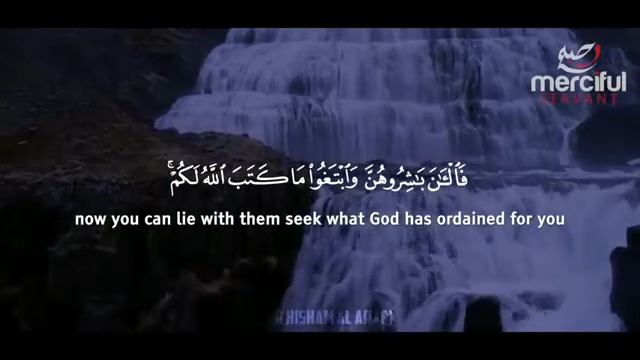 merciful
SERVANT
فَٱلْـَٔـٰنَ بَـٰشِرُوهُنَّ وَٱبْتَغُوا۟ مَا كَتَبَ ٱللَّهُ لَكُمْ ۚ
now you can lie with them seek what God has ordained for you
HISHAM AL ARABI